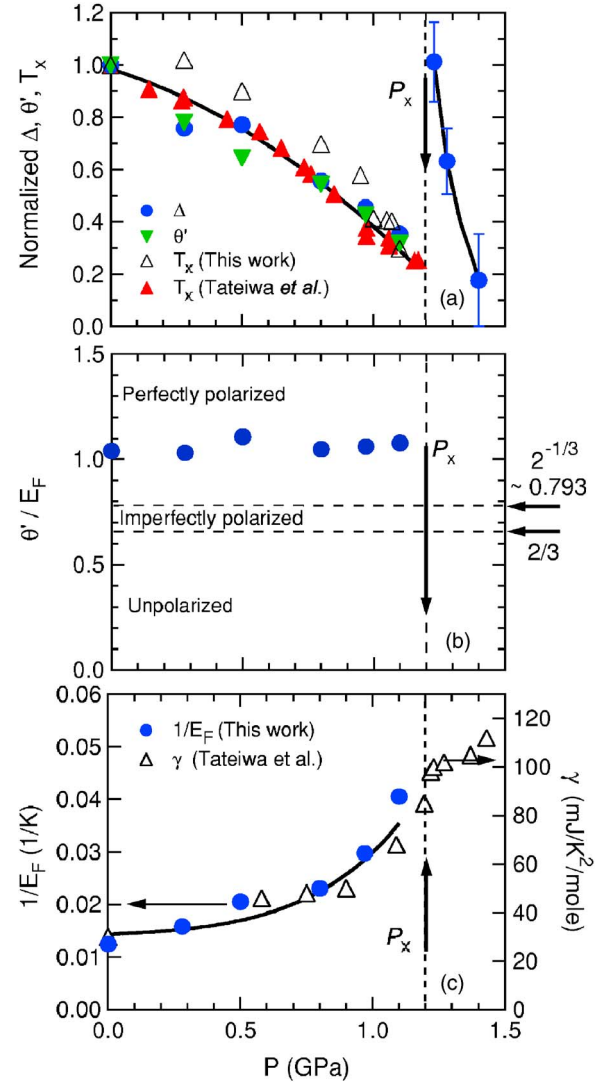 Normalized Δ, θ', Tx
1.0
0.8
0.6
0.4
0.2
0.0
Px
Δ
θ'
Tx (This work)
Tx (Tateiwa et al.)
(a)
θ' / EF
1.5
1.0
1.0
0.0
Perfectly polarized
Px
2^-1/3
~ 0.793
Imperfectly polarized
2/3
Unpolarized
(b)
1/EF (1/K)
0.06
0.05
0.04
0.03
0.02
0.01
0.00
1/EF (This work)
γ (Tateiwa et al.)
Px
(c)
120
100
80
60
40
20
0
γ (mJ/K²/mole)
0.0 0.5 1.0 1.5
P (GPa)